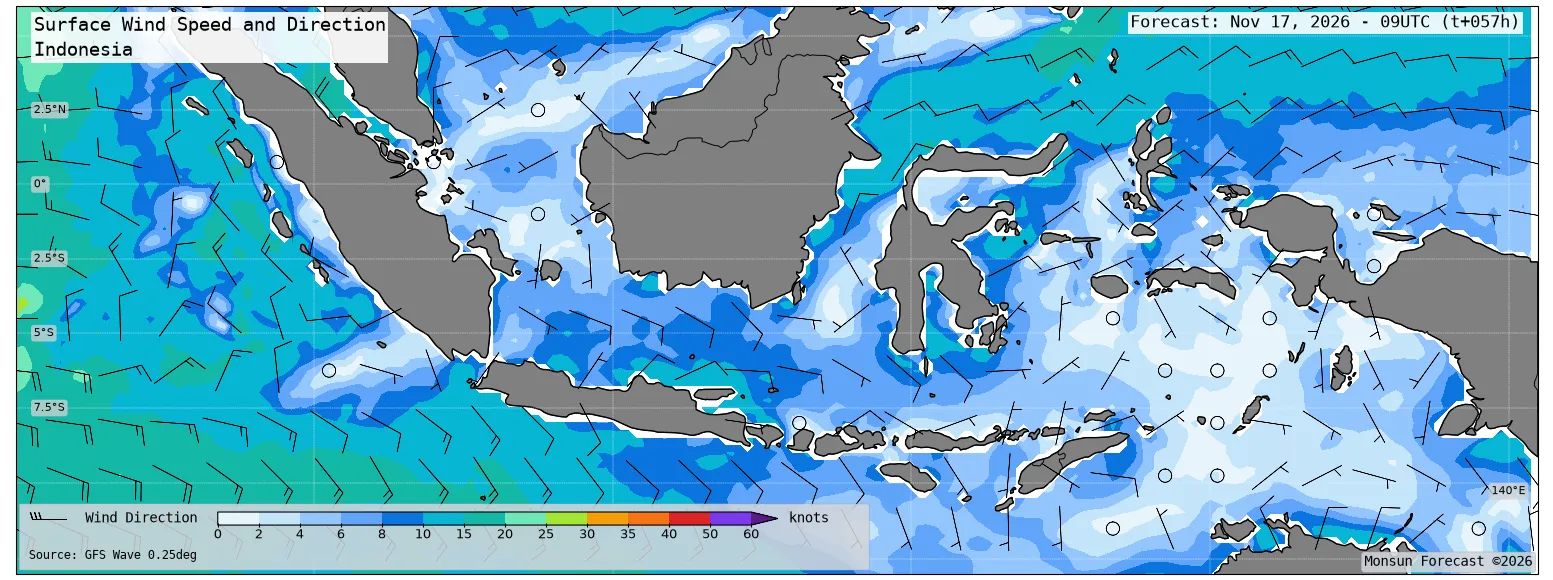 Surface Wind Speed and Direction
Indonesia
Forecast: Nov 17, 2026 - 09UTC (t+057h)
2.5°N
0°
2.5°S
5°S
7.5°S
140°E
Wind Direction
knots
0 2 4 6 8 10 15 20 25 30 35 40 50 60
Source: GFS Wave 0.25deg
Monsun Forecast ©2026